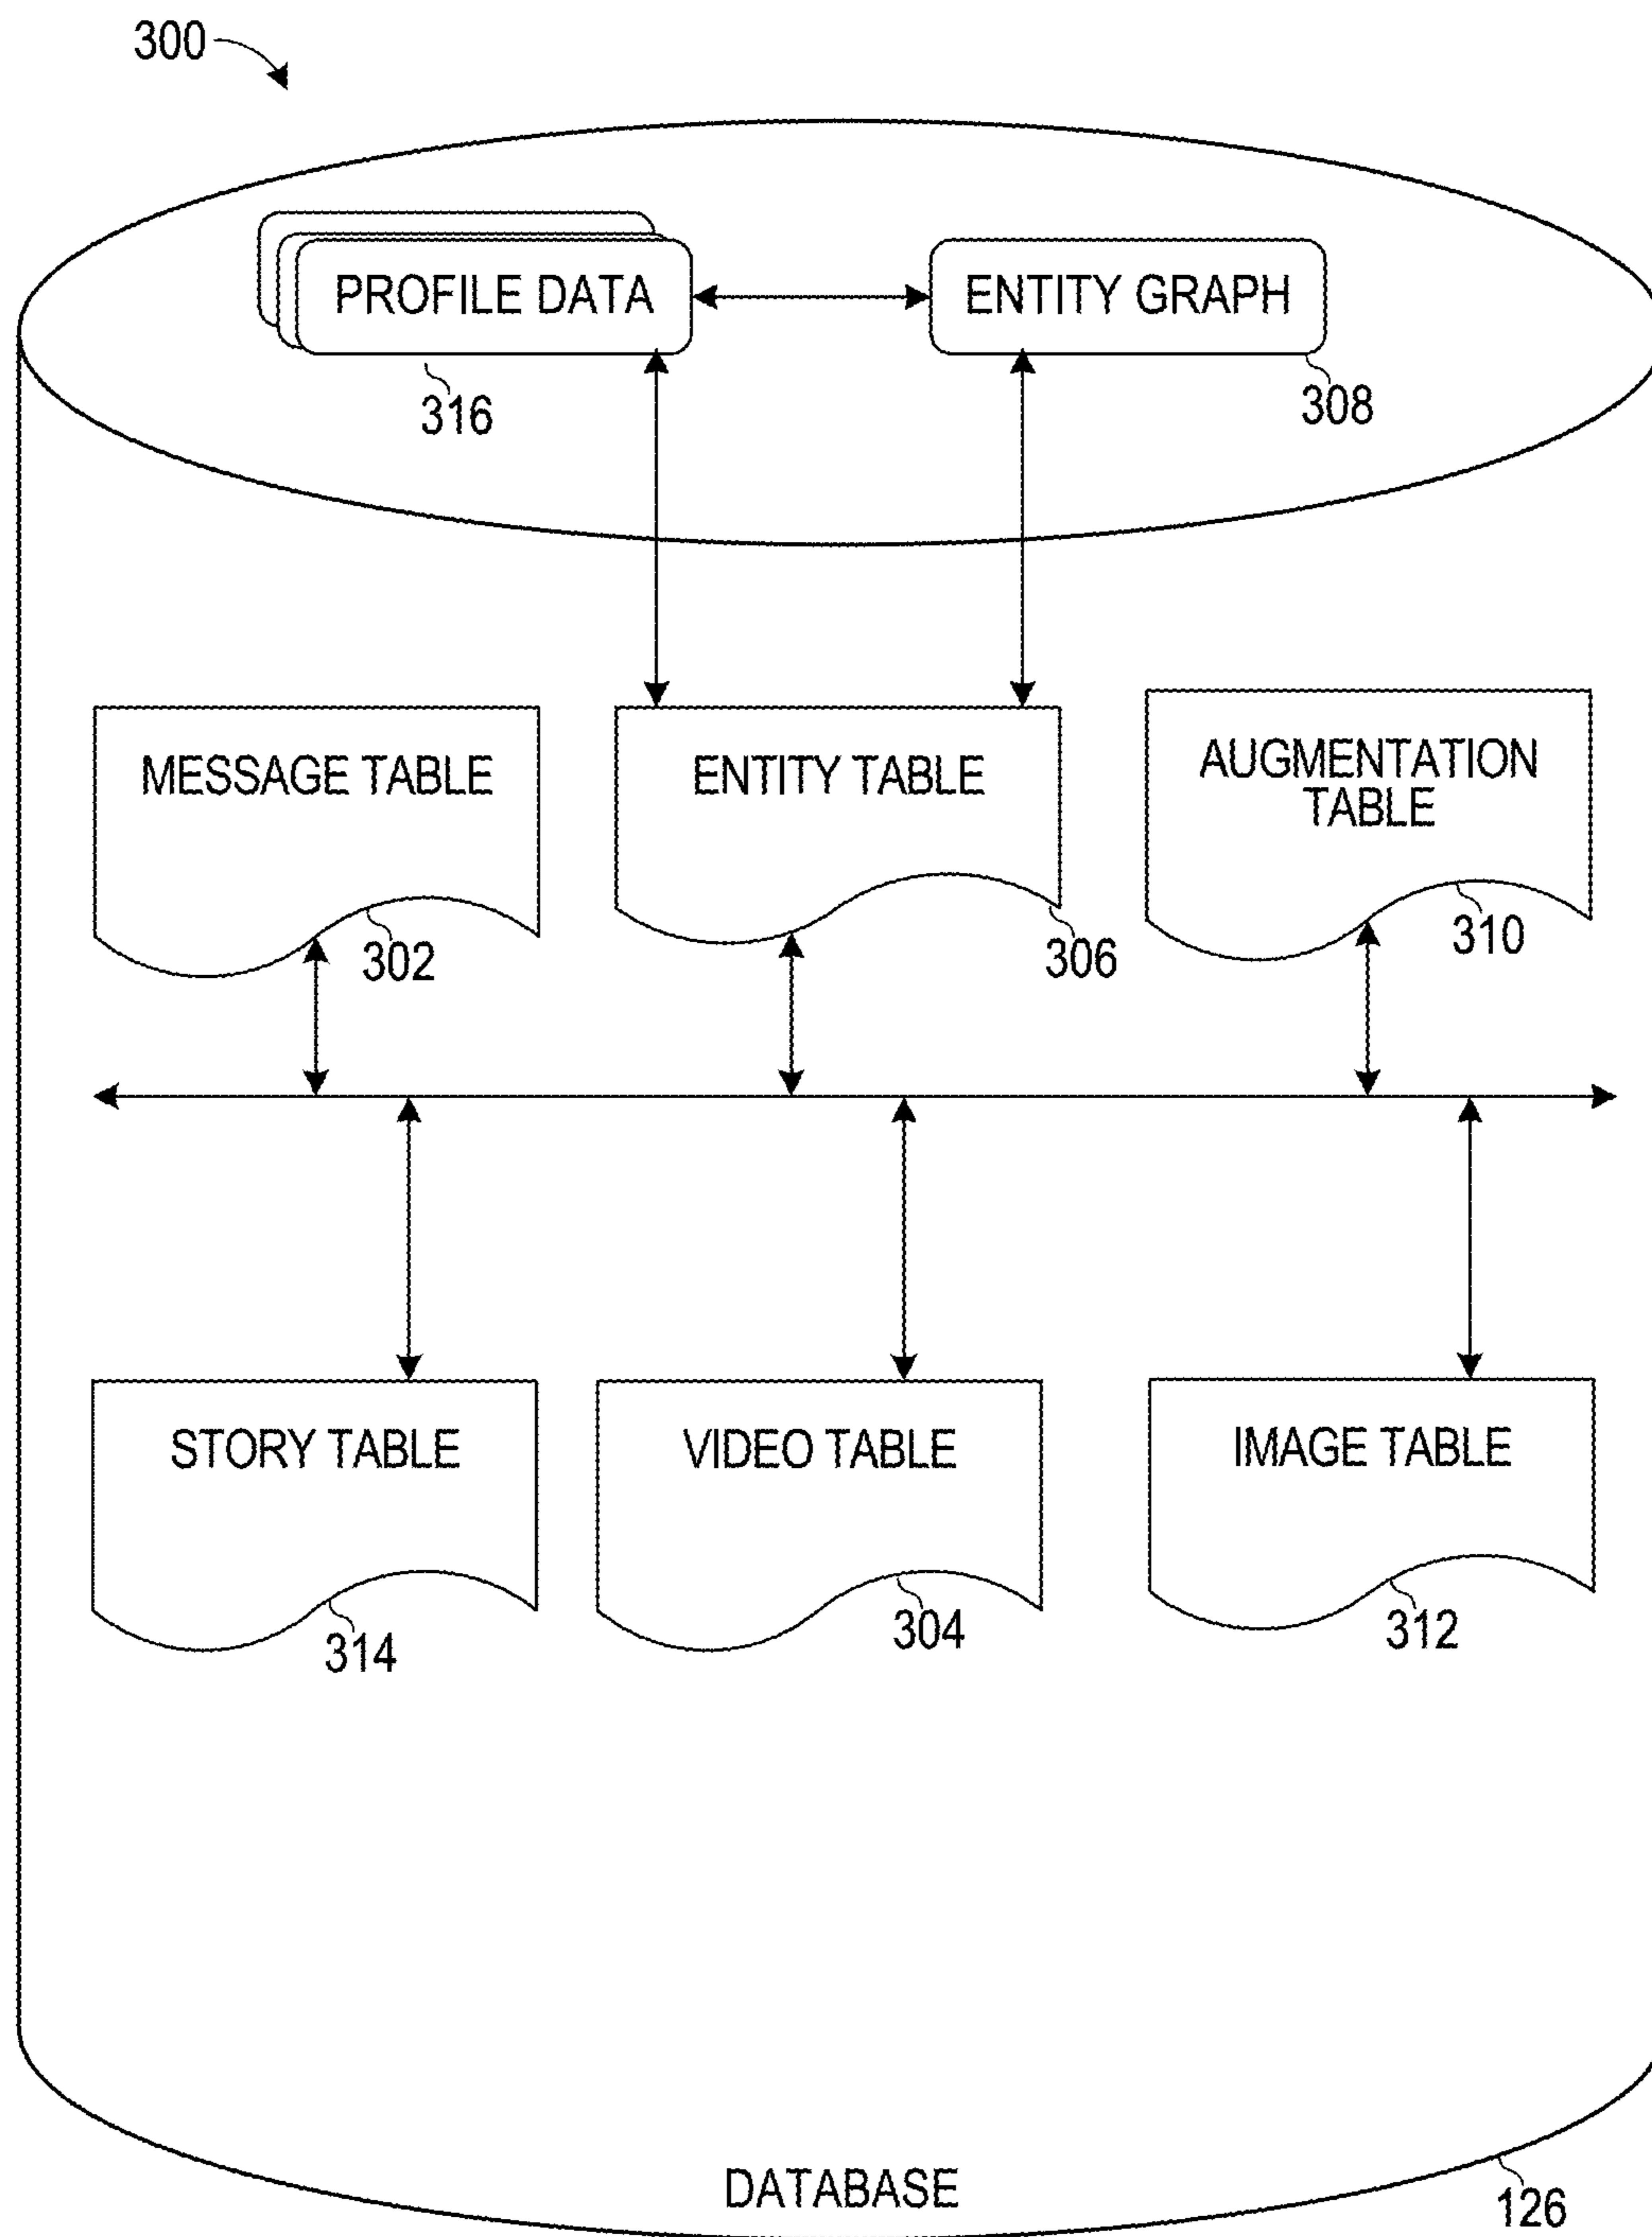 300
PROFILE DATA
ENTITY GRAPH
316
308
MESSAGE TABLE
ENTITY TABLE
AUGMENTATION
TABLE
302
306
310
STORY TABLE
VIDEO TABLE
IMAGE TABLE
314
304
312
DATABASE
126